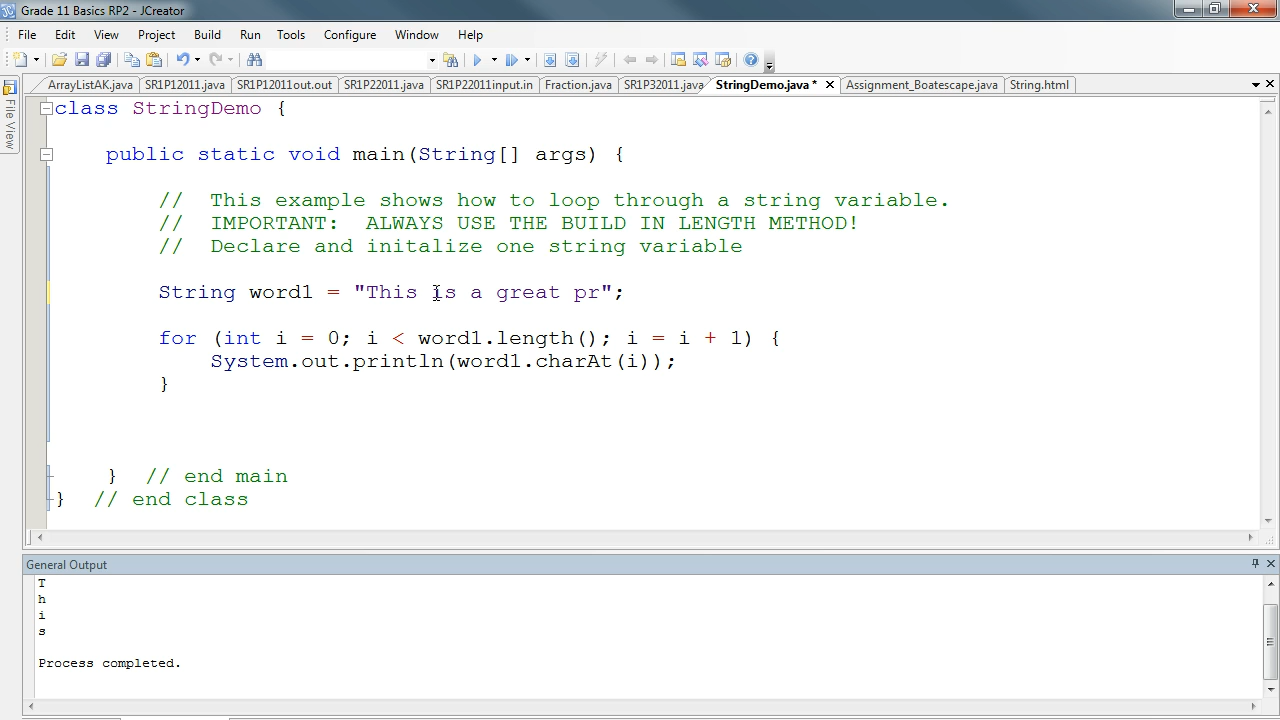 Grade 11 Basics RP2 - JCreator
File Edit View Project Build Run Tools Configure Window Help
ArrayListAK.java SR1P12011.java SR1P12011out.out SR1P22011.java SR1P22011input.in Fraction.java SR1P32011.java StringDemo.java * Assignment_Boatescape.java String.html
File View
class StringDemo {
public static void main(String[] args) {
// This example shows how to loop through a string variable.
// IMPORTANT: ALWAYS USE THE BUILD IN LENGTH METHOD!
// Declare and initalize one string variable
String word1 = "This is a great pr";
for (int i = 0; i < word1.length(); i = i + 1) {
System.out.println(word1.charAt(i));
}
} // end main
} // end class
General Output
T
h
i
s
Process completed.